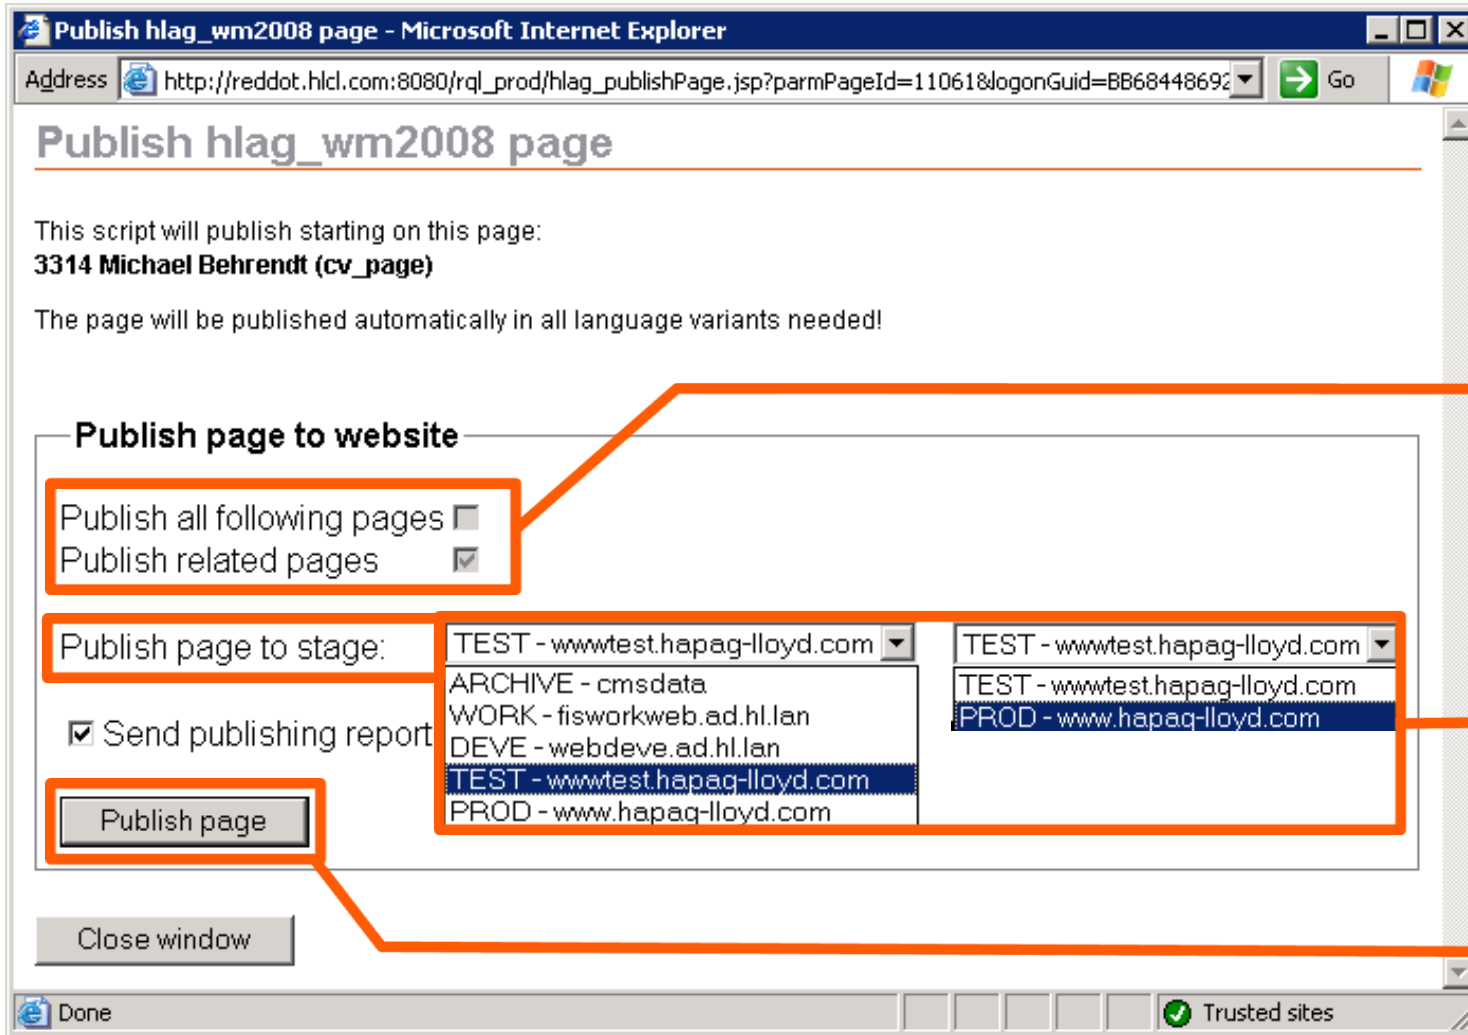 Publish hlag_wm2008 page - Microsoft Internet Explorer
Address http://reddot.hlcl.com:8080/rql_prod/hlag_publishPage.jsp?parmPageId=11061&logonGuid=BB68448692 Go
Publish hlag_wm2008 page
This script will publish starting on this page:
3314 Michael Behrendt (cv_page)
The page will be published automatically in all language variants needed!
Publish page to website
Publish all following pages
Publish related pages
Publish page to stage: TEST - wwwtest.hapag-lloyd.com TEST - wwwtest.hapag-lloyd.com
ARCHIVE - cmsdata TEST - wwwtest.hapag-lloyd.com
WORK - fisworkweb.ad.hl.lan PROD - www.hapag-lloyd.com
Send publishing report DEVE - webdeve.ad.hl.lan
TEST - wwwtest.hapag-lloyd.com
Publish page PROD - www.hapag-lloyd.com
Close window
Done Trusted sites